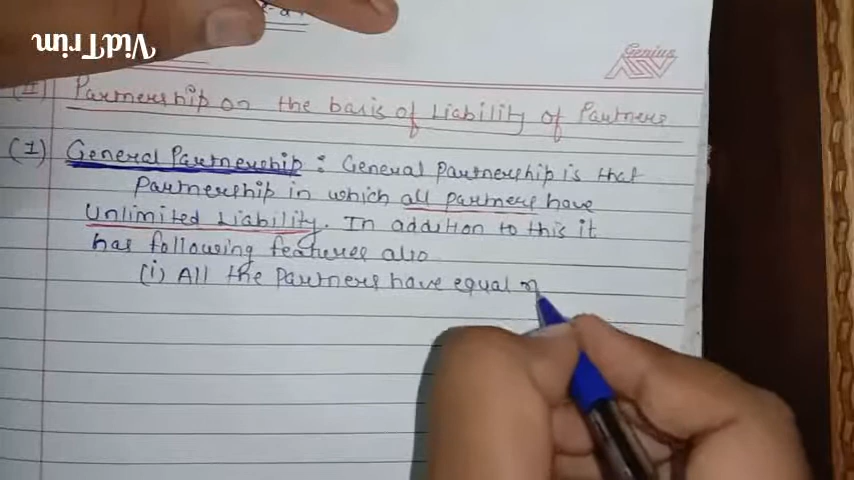 VidTrim
Genius
(II) Partnership on the basis of Liability of Partners
(I) General Partnership : General Partnership is that
Partnership in which all partners have
Unlimited Liability. In addition to this it
has following features also
(i) All the Partners have equal r